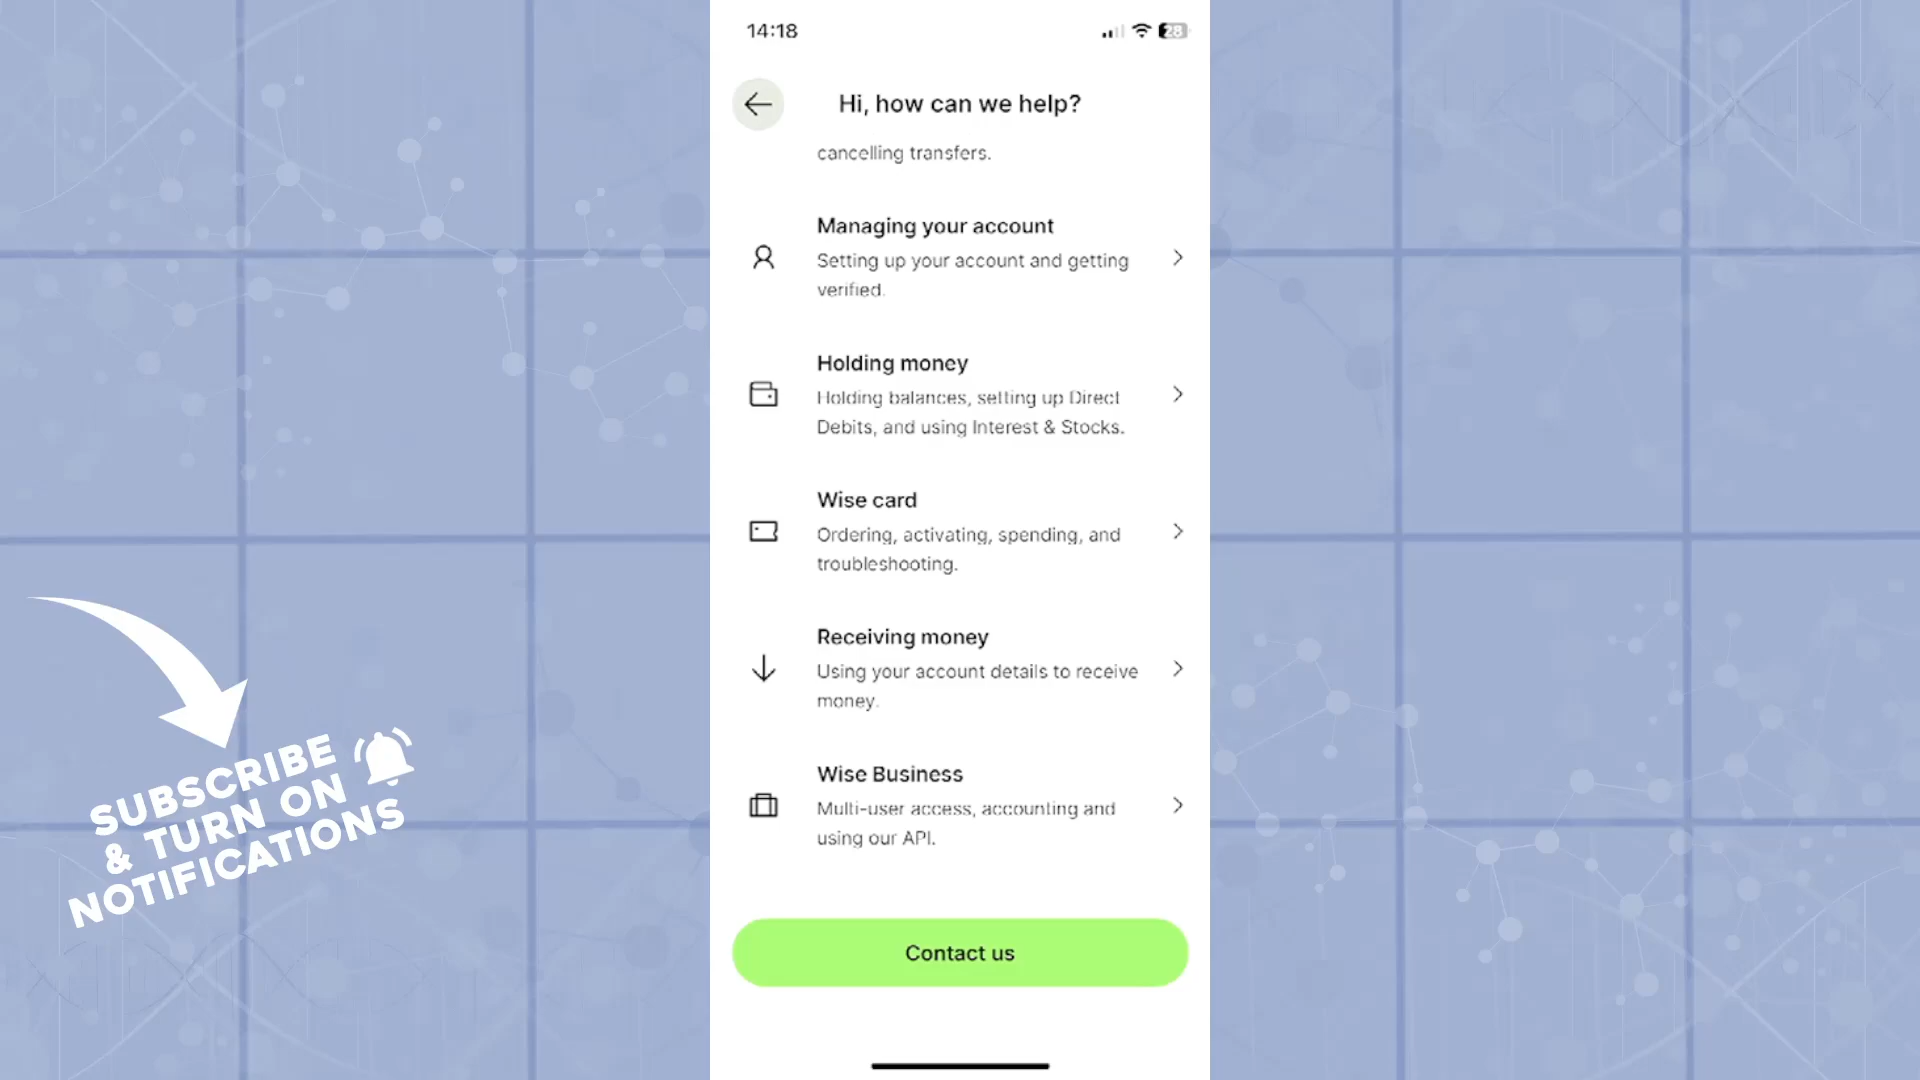 14:18
28
Hi, how can we help?
cancelling transfers.
Managing your account
Setting up your account and getting
verified.
Holding money
Holding balances, setting up Direct
Debits, and using Interest & Stocks.
Wise card
Ordering, activating, spending, and
troubleshooting.
Receiving money
Using your account details to receive
money.
Wise Business
Multi-user access, accounting and
using our API.
Contact us
SUBSCRIBE
& TURN ON
NOTIFICATIONS